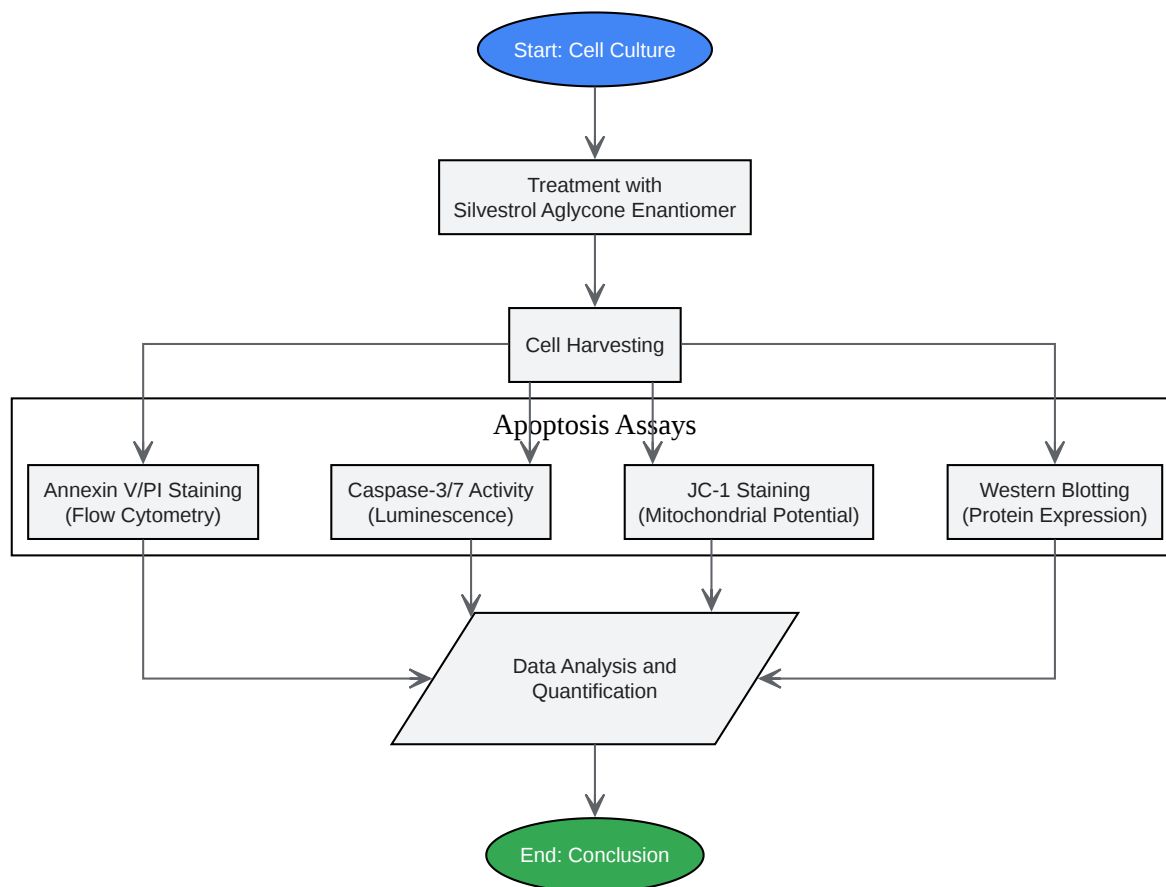 Start: Cell Culture
Treatment with
Silvestrol Aglycone Enantiomer
Cell Harvesting
Apoptosis Assays
Annexin V/PI Staining
(Flow Cytometry)
Caspase-3/7 Activity
(Luminescence)
JC-1 Staining
(Mitochondrial Potential)
Western Blotting
(Protein Expression)
Data Analysis and
Quantification
End: Conclusion